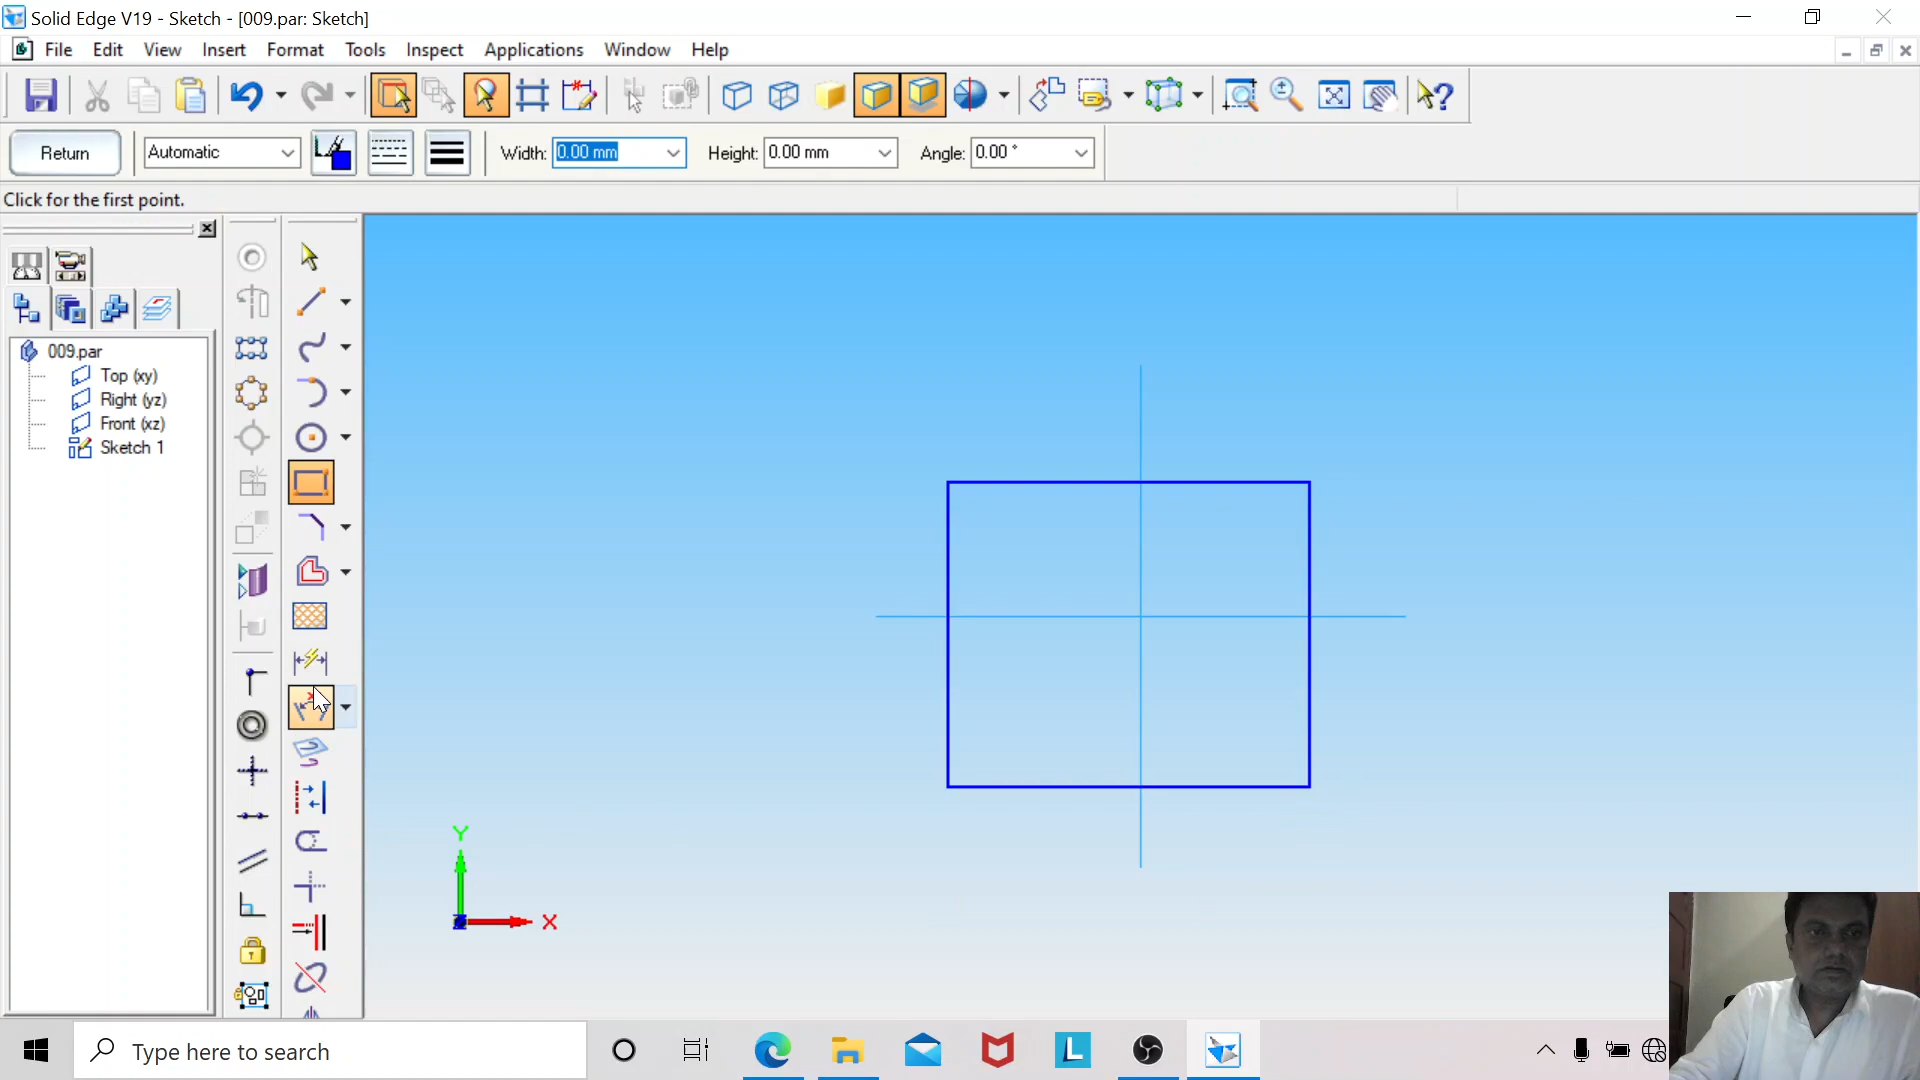 Solid Edge V19 - Sketch - [009.par: Sketch]
File Edit View Insert Format Tools Inspect Applications Window Help
Return Automatic Width: 0.00 mm Height: 0.00 mm Angle: 0.00 °
Click for the first point.
009.par
Top (xy)
Right (yz)
Front (xz)
Sketch 1
Y
X
Type here to search